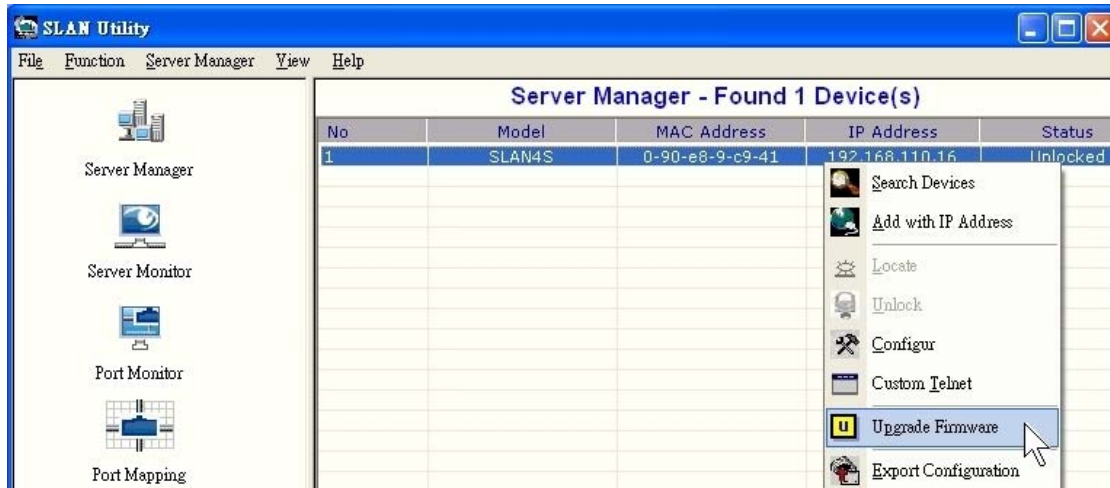 SLAN Utility
File Function Server Manager View Help
Server Manager
Server Monitor
Port Monitor
Port Mapping
Server Manager - Found 1 Device(s)
No Model MAC Address IP Address Status
1 SLAN4S 0-90-e8-9-c9-41 192.168.110.16 Unlocked
Search Devices
Add with IP Address
Locate
Unlock
Configur
Custom Telnet
u Upgrade Firmware
Export Configuration